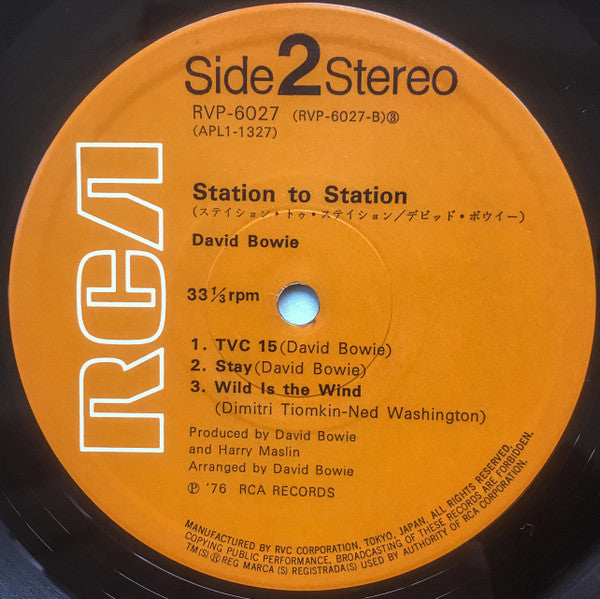 Side 2 Stereo
RVP-6027 (RVP-6027-B)③
(APL1-1327)
RCA
Station to Station
(ステイション・トゥ・ステイション/デビッド・ボウイー)
David Bowie
33⅓rpm
1. TVC 15 (David Bowie)
2. Stay (David Bowie)
3. Wild Is the Wind
(Dimitri Tiomkin-Ned Washington)
Produced by David Bowie
and Harry Maslin
Arranged by David Bowie
℗ '76 RCA RECORDS
MANUFACTURED BY RVC CORPORATION, TOKYO, JAPAN, ALL RIGHTS RESERVED.
COPYING PUBLIC PERFORMANCE, BROADCASTING OF THESE RECORDS ARE FORBIDDEN.
TM(S) ® REG MARCA (S) REGISTRADA(S) USED BY AUTHORITY OF RCA CORPORATION.